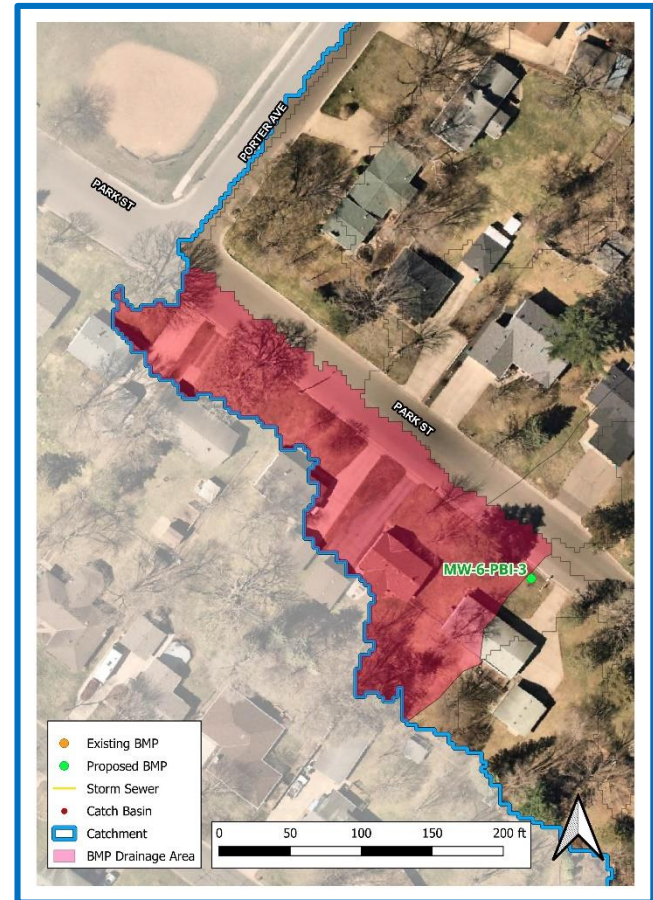 PORTER AVE
PARK ST
PARK ST
MW-6-PBI-3
Existing BMP
Proposed BMP
Storm Sewer
Catch Basin
Catchment
BMP Drainage Area
0 50 100 150 200 ft